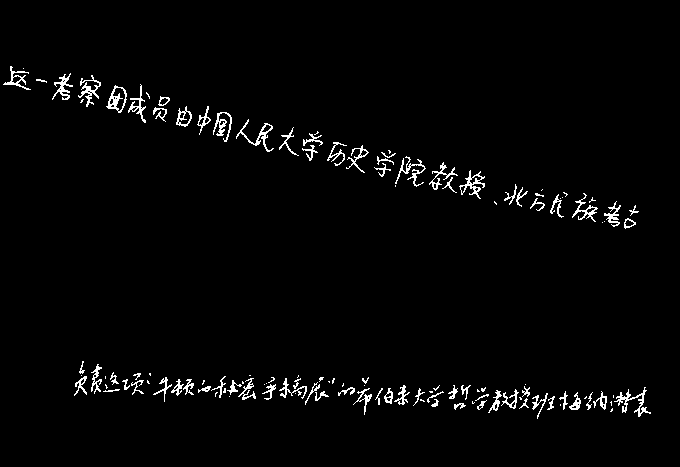 这一考察团成员由中国人民大学历史学院教授、北方民族考古
负责这项“牛顿的秘密手稿展”的希伯来大学哲学教授班梅纳潜表